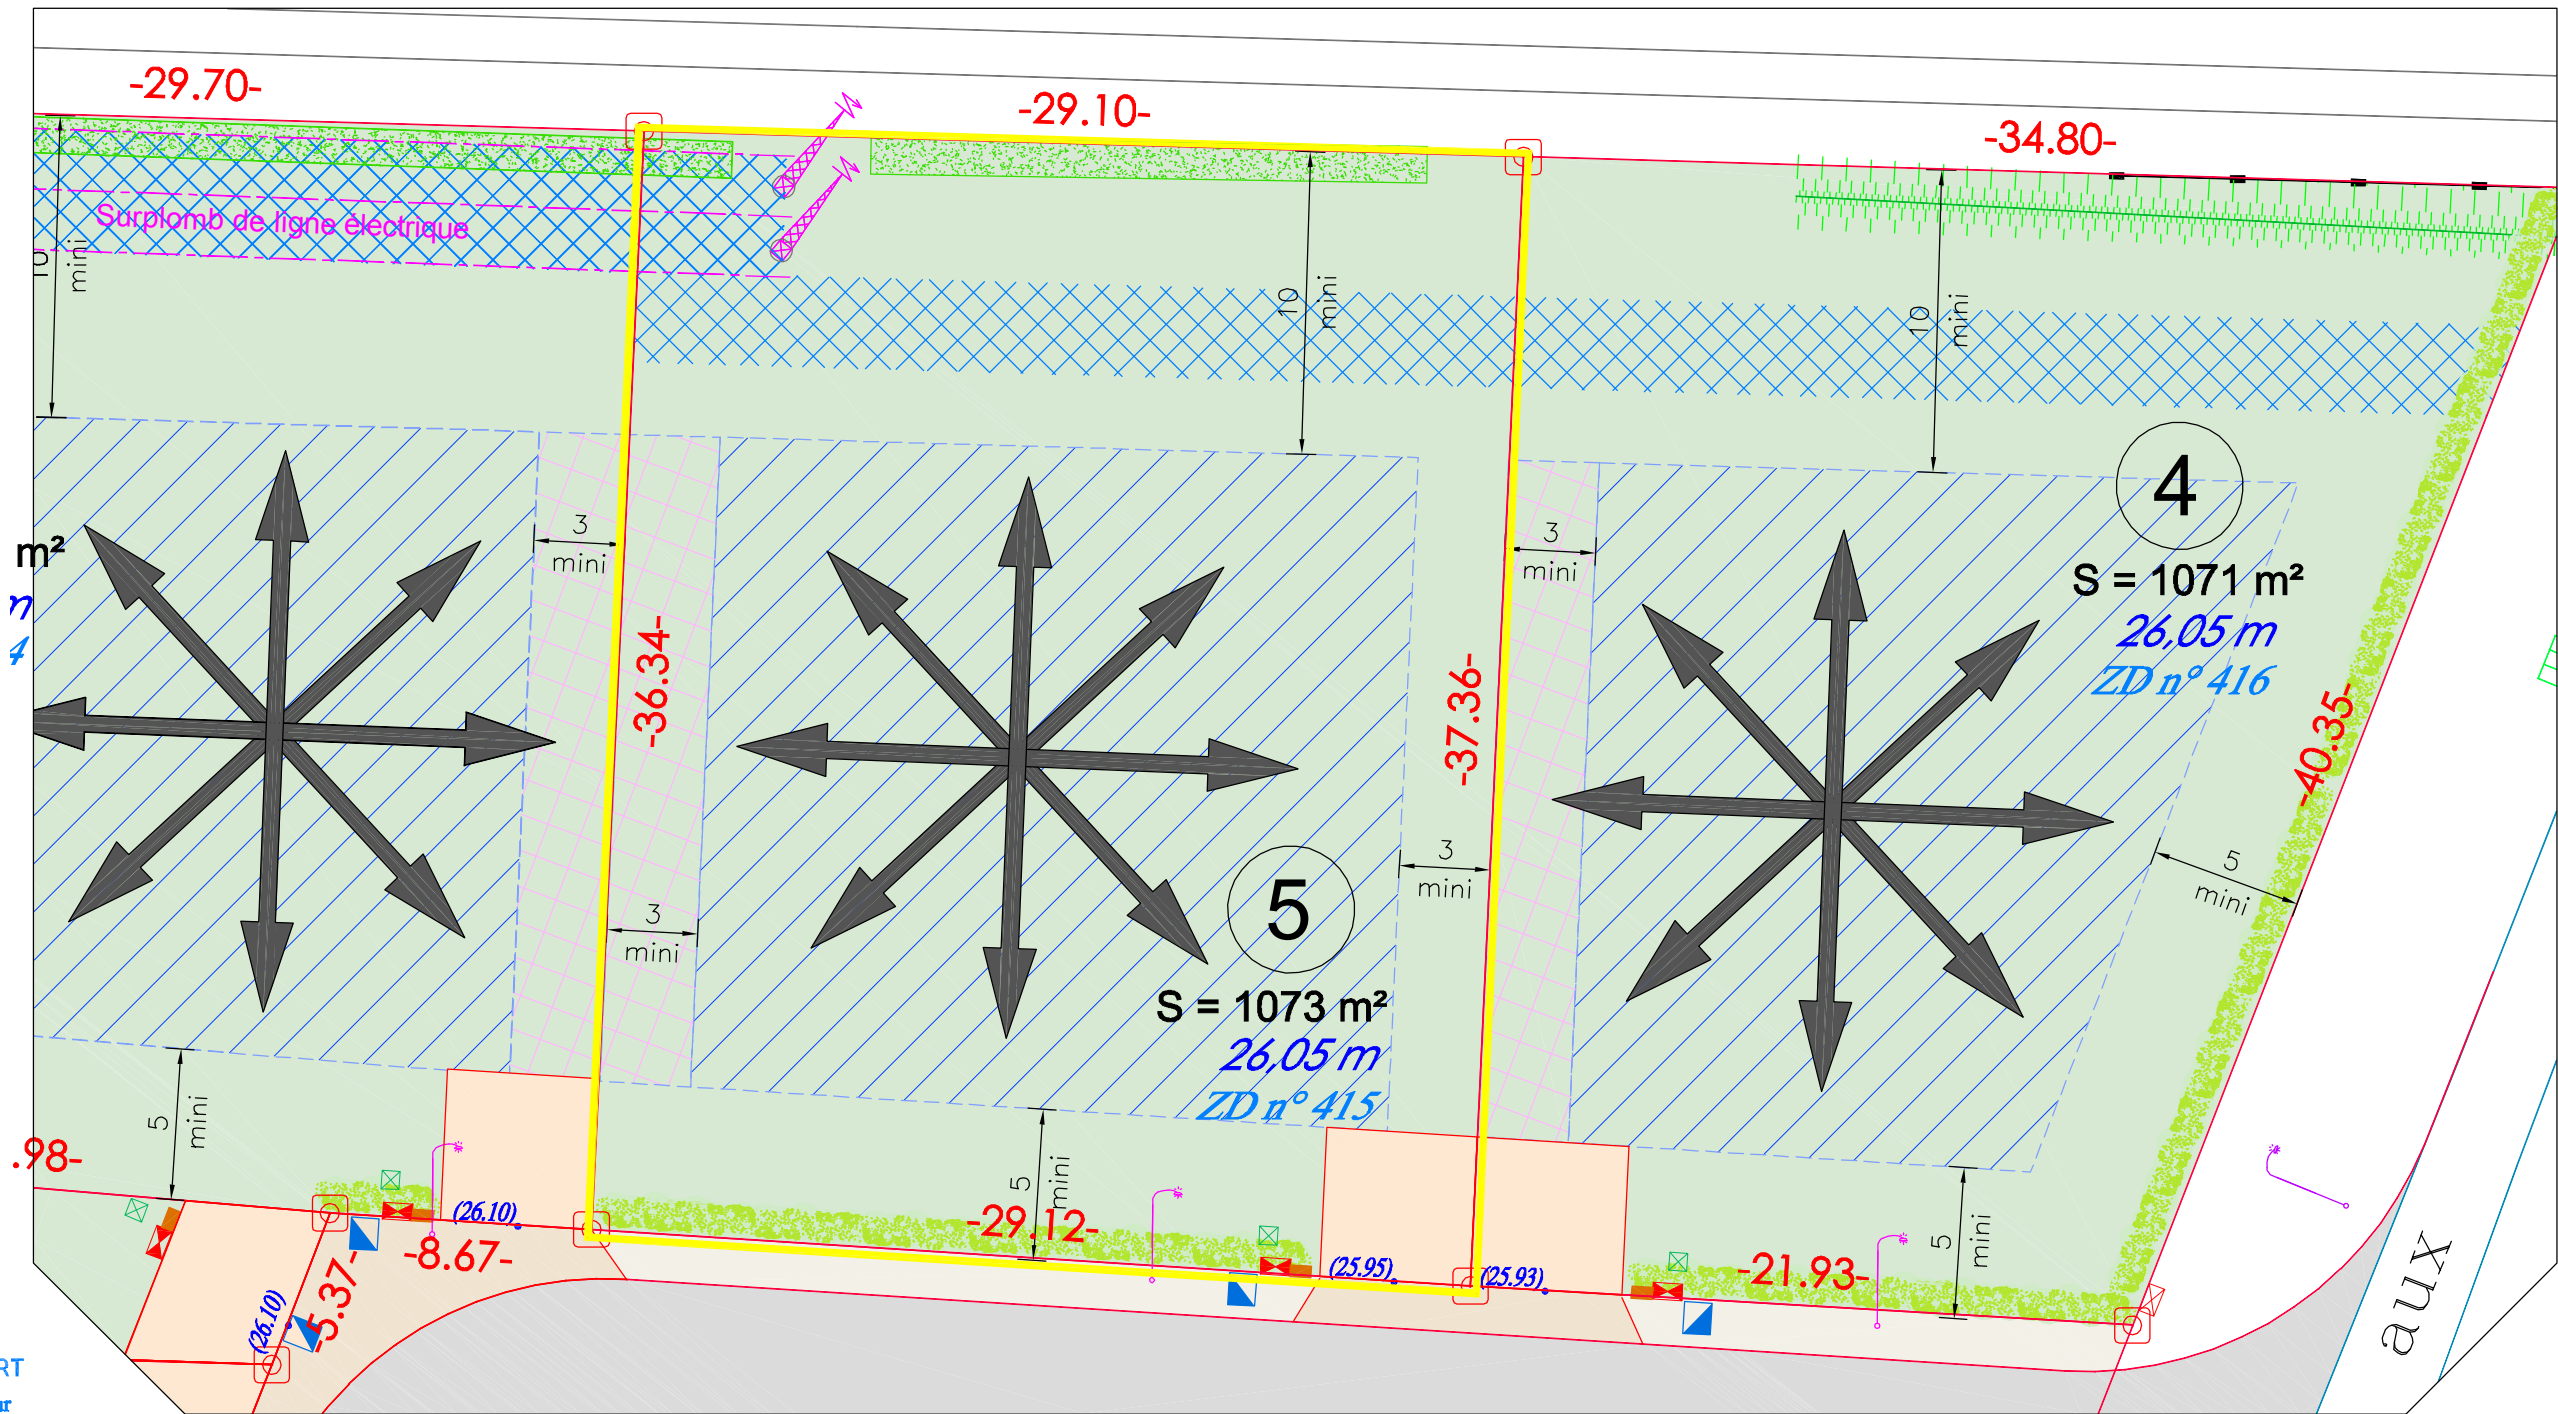 -29.70-
-29.10-
-34.80-
Surplomb de ligne électrique
10
mini
10
mini
10
mini
4
S = 1071 m²
26,05 m
ZD n° 416
m²
m
4
3
mini
3
mini
-36.34-
-37.36-
-40.35-
3
mini
3
mini
5
mini
5
S = 1073 m²
26,05 m
ZD n° 415
5
mini
5
mini
5
mini
.98-
(26.10)
-8.67-
-5.37-
(26.10)
-29.12-
(25.95)
(25.93)
-21.93-
aux
RT
ur